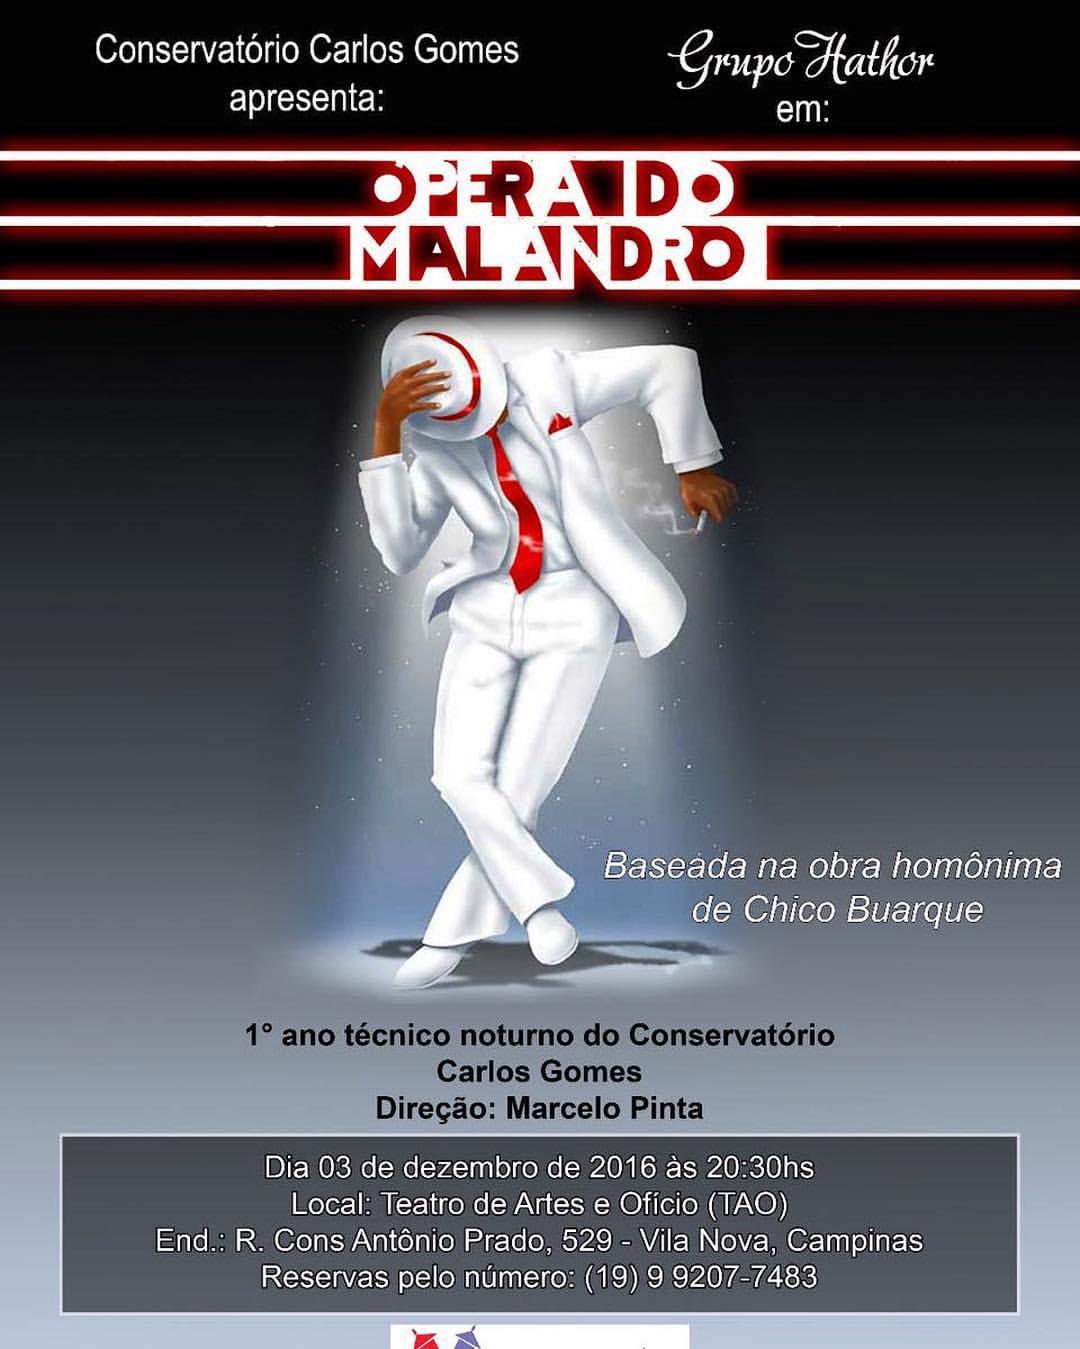 Conservatório Carlos Gomes
apresenta:
Grupo Hathor
em:
ÓPERA DO
MALANDRO
Baseada na obra homônima
de Chico Buarque
1° ano técnico noturno do Conservatório
Carlos Gomes
Direção: Marcelo Pinta
Dia 03 de dezembro de 2016 às 20:30hs
Local: Teatro de Artes e Ofício (TAO)
End.: R. Cons Antônio Prado, 529 - Vila Nova, Campinas
Reservas pelo número: (19) 9 9207-7483